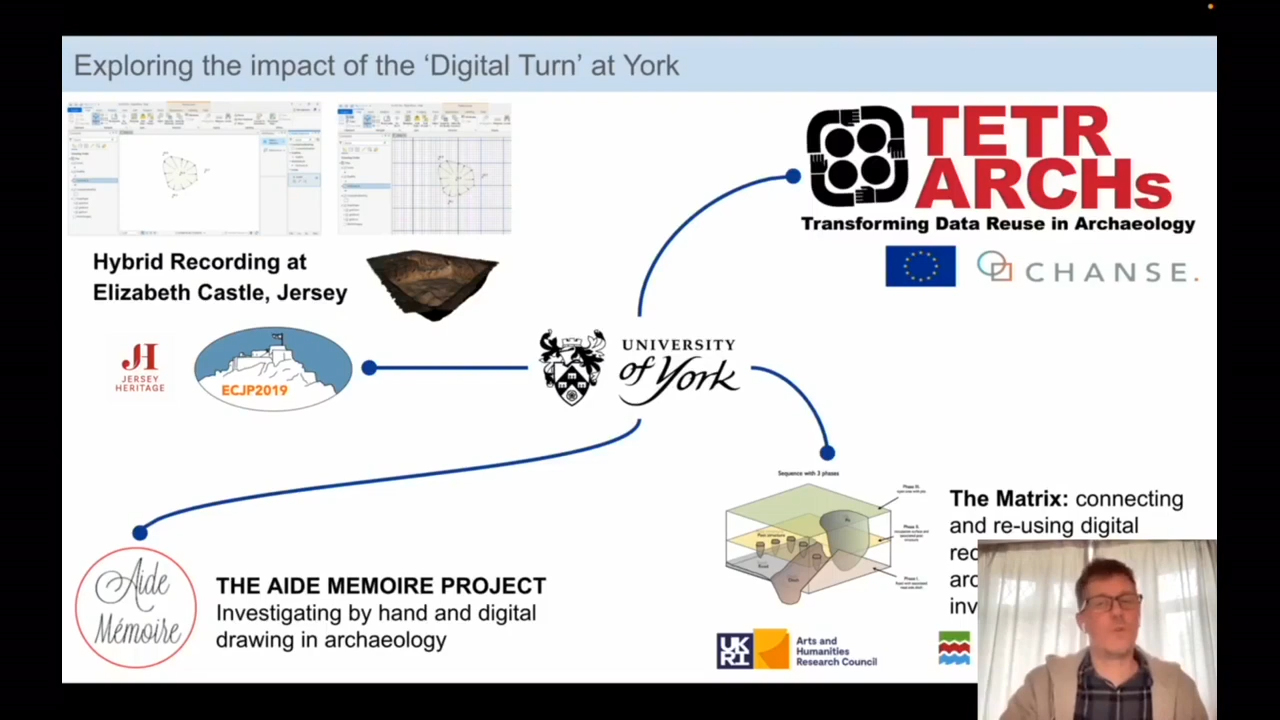 Exploring the impact of the ‘Digital Turn’ at York
TETR
ARCHs
Transforming Data Reuse in Archaeology
CHANSE.
Hybrid Recording at
Elizabeth Castle, Jersey
JH
JERSEY
HERITAGE
ECJP2019
UNIVERSITY
of York
Sequence with 3 phases
The Matrix: connecting
and re-using digital
Aide
Mémoire
THE AIDE MEMOIRE PROJECT
Investigating by hand and digital
drawing in archaeology
UK
RI
Arts and
Humanities
Research Council